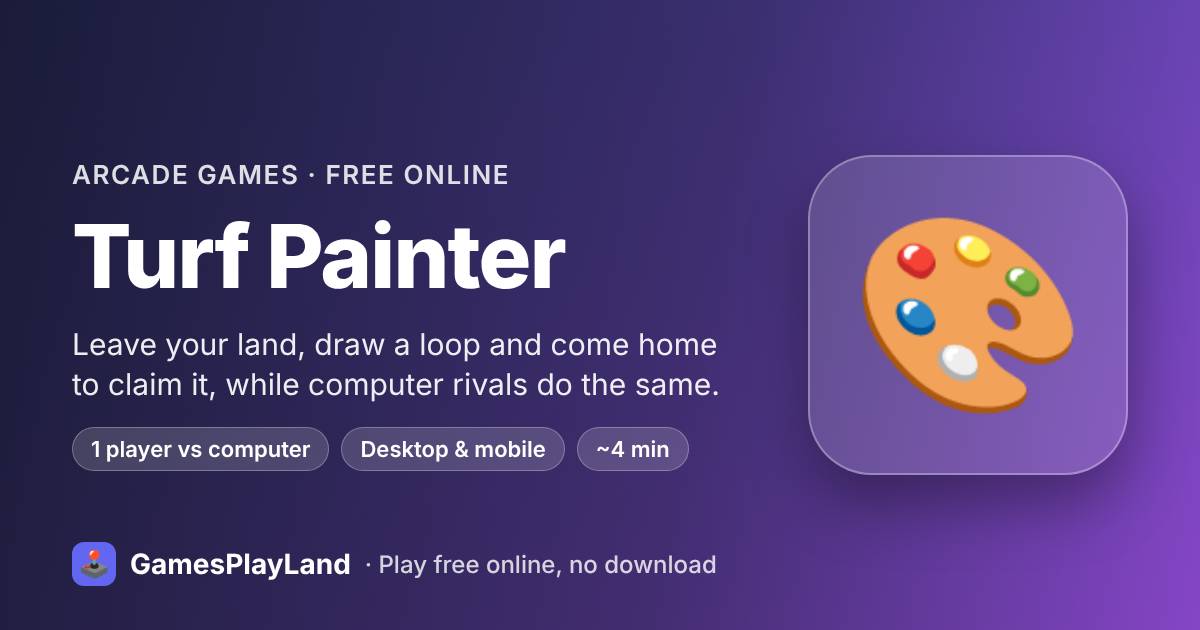 ARCADE GAMES · FREE ONLINE
Turf Painter
Leave your land, draw a loop and come home
to claim it, while computer rivals do the same.
1 player vs computer
Desktop & mobile
~4 min
GamesPlayLand · Play free online, no download